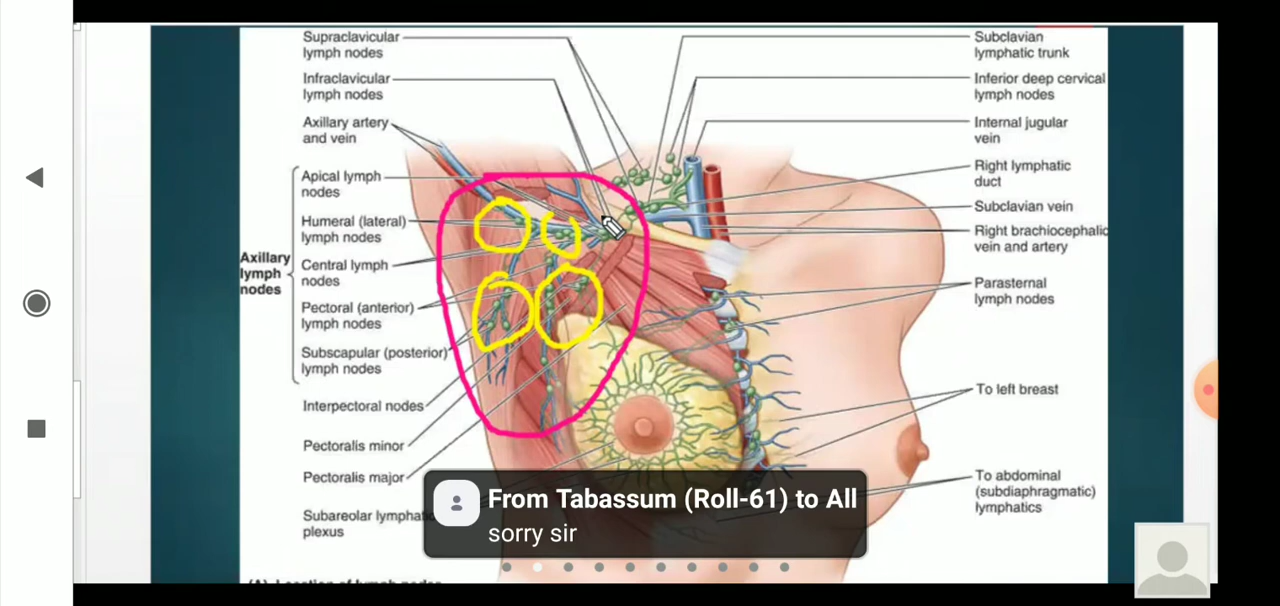 Supraclavicular
lymph nodes
Infraclavicular
lymph nodes
Axillary artery
and vein
Apical lymph
nodes
Humeral (lateral)
lymph nodes
Axillary
lymph
nodes
Central lymph
nodes
Pectoral (anterior)
lymph nodes
Subscapular (posterior)
lymph nodes
Interpectoral nodes
Pectoralis minor
Pectoralis major
Subareolar lymphatic
plexus
(A) Location of lymph nodes
Subclavian
lymphatic trunk
Inferior deep cervical
lymph nodes
Internal jugular
vein
Right lymphatic
duct
Subclavian vein
Right brachiocephalic
vein and artery
Parasternal
lymph nodes
To left breast
To abdominal
(subdiaphragmatic)
lymphatics
From Tabassum (Roll-61) to All
sorry sir